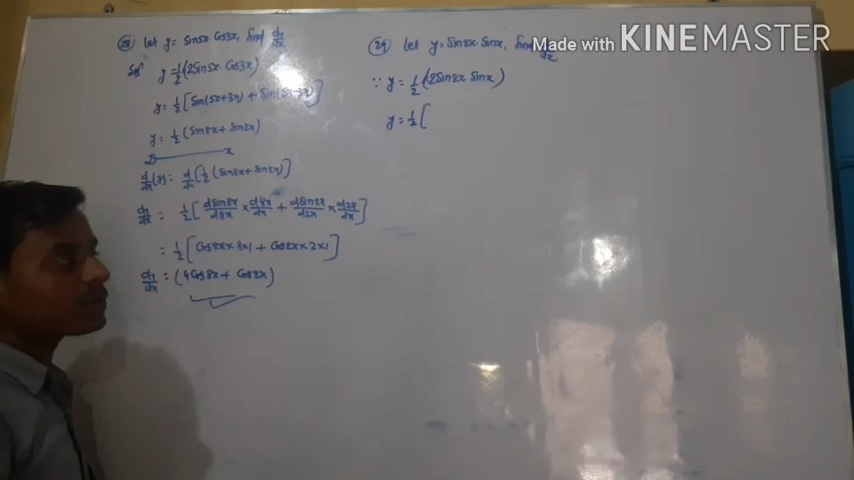 28 Let y = Sin5x. Cos3x, find dy/dx
Solⁿ y = 1/2(2Sin5x. Cos3x)
y = 1/2[Sin(5x+3x) + Sin(5x-3x)]
y = 1/2(Sin8x + Sin2x)
d/dx(y) = d/dx[1/2(Sin8x + Sin2x)]
dy/dx = 1/2[dSin8x/d8x × d8x/dx + dSin2x/d2x × d2x/dx]
= 1/2[Cos8x × 8×1 + Cos2x × 2×1]
dy/dx = (4Cos8x + Cos2x)
29 Let y = Sin2x. Sinx, find dy/dx
∵ y = 1/2(2Sin2x. Sinx)
y = 1/2[
Made with KINEMASTER